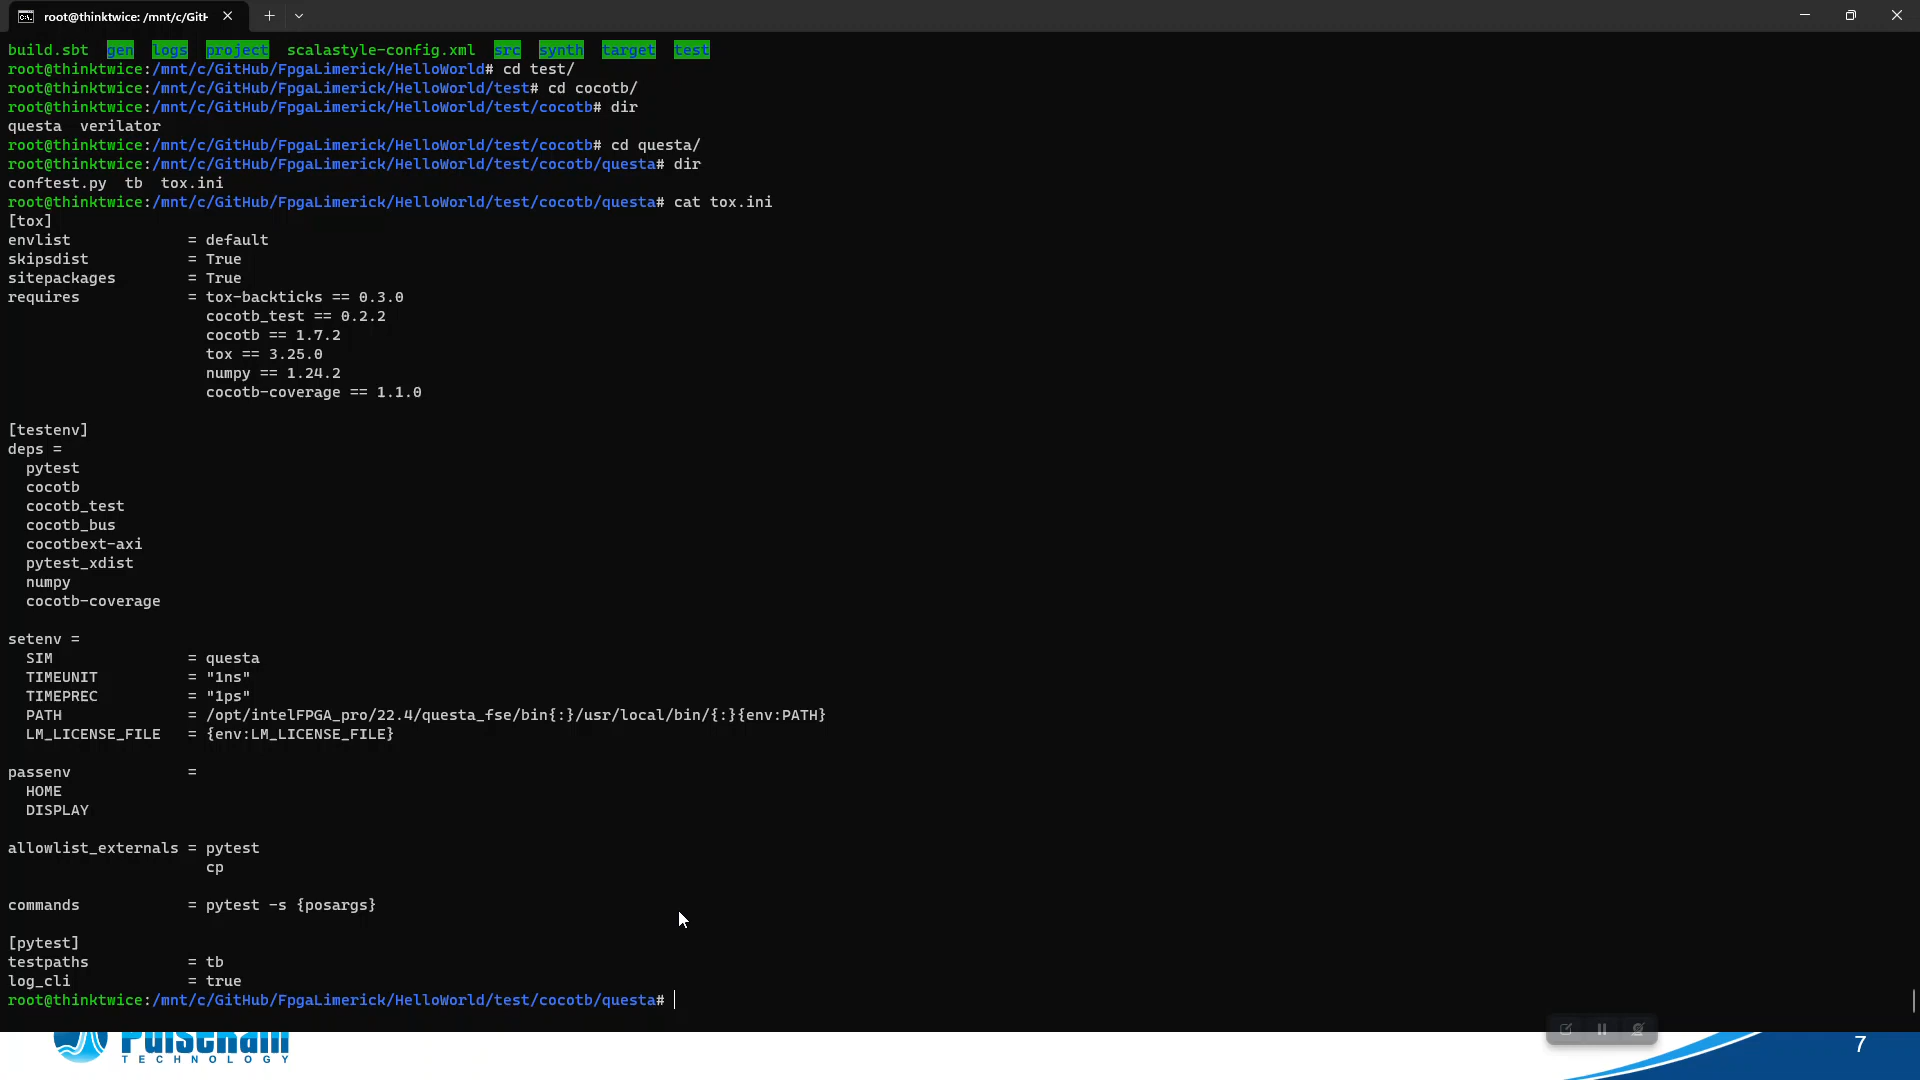 root@thinktwice: /mnt/c/GitH
build.sbt gen logs project scalastyle-config.xml src synth target test
root@thinktwice:/mnt/c/GitHub/FpgaLimerick/HelloWorld# cd test/
root@thinktwice:/mnt/c/GitHub/FpgaLimerick/HelloWorld/test# cd cocotb/
root@thinktwice:/mnt/c/GitHub/FpgaLimerick/HelloWorld/test/cocotb# dir
questa verilator
root@thinktwice:/mnt/c/GitHub/FpgaLimerick/HelloWorld/test/cocotb# cd questa/
root@thinktwice:/mnt/c/GitHub/FpgaLimerick/HelloWorld/test/cocotb/questa# dir
conftest.py tb tox.ini
root@thinktwice:/mnt/c/GitHub/FpgaLimerick/HelloWorld/test/cocotb/questa# cat tox.ini
[tox]
envlist = default
skipsdist = True
sitepackages = True
requires = tox-backticks == 0.3.0
cocotb_test == 0.2.2
cocotb == 1.7.2
tox == 3.25.0
numpy == 1.24.2
cocotb-coverage == 1.1.0
[testenv]
deps =
pytest
cocotb
cocotb_test
cocotb_bus
cocotbext-axi
pytest_xdist
numpy
cocotb-coverage
setenv =
SIM = questa
TIMEUNIT = "1ns"
TIMEPREC = "1ps"
PATH = /opt/intelFPGA_pro/22.4/questa_fse/bin{:}/usr/local/bin/{:}{env:PATH}
LM_LICENSE_FILE = {env:LM_LICENSE_FILE}
passenv =
HOME
DISPLAY
allowlist_externals = pytest
cp
commands = pytest -s {posargs}
[pytest]
testpaths = tb
log_cli = true
root@thinktwice:/mnt/c/GitHub/FpgaLimerick/HelloWorld/test/cocotb/questa#
PulseRain
TECHNOLOGY
7